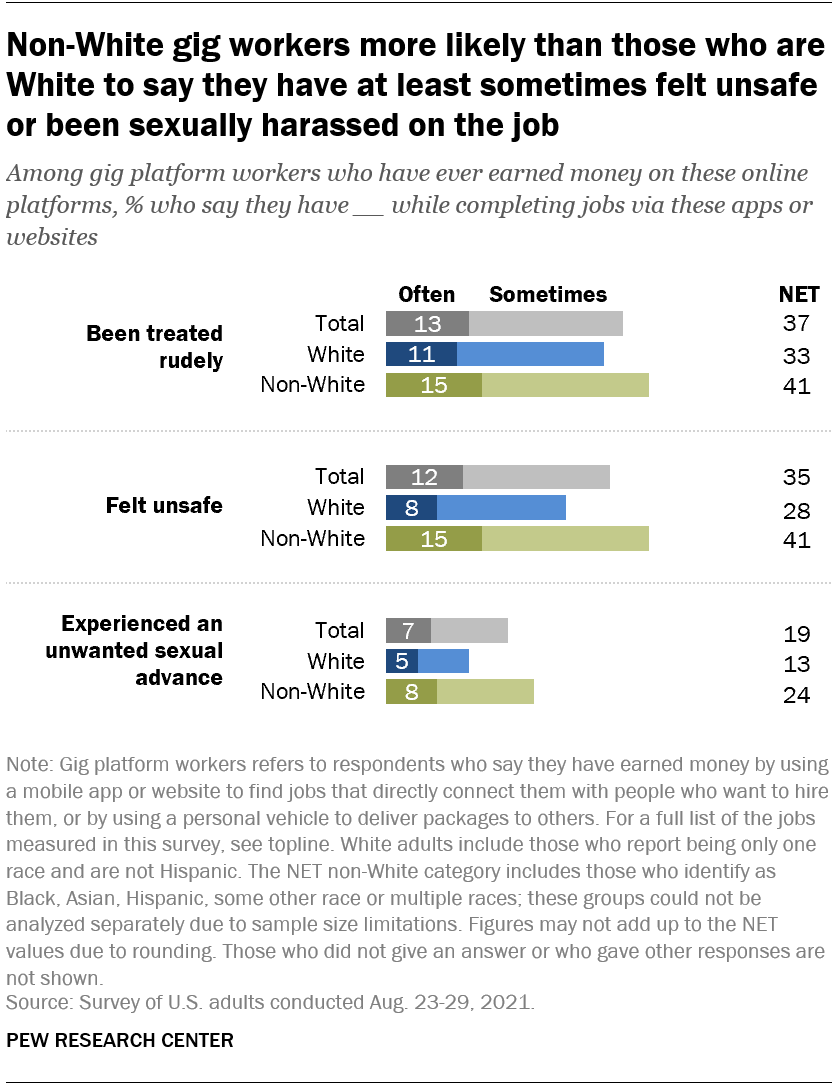 Non-White gig workers more likely than those who are
White to say they have at least sometimes felt unsafe
or been sexually harassed on the job
Among gig platform workers who have ever earned money on these online
platforms, % who say they have __ while completing jobs via these apps or
websites
Often Sometimes NET
Been treated
rudely
Total 13 37
White 11 33
Non-White 15 41
Felt unsafe
Total 12 35
White 8 28
Non-White 15 41
Experienced an
unwanted sexual
advance
Total 7 19
White 5 13
Non-White 8 24
Note: Gig platform workers refers to respondents who say they have earned money by using
a mobile app or website to find jobs that directly connect them with people who want to hire
them, or by using a personal vehicle to deliver packages to others. For a full list of the jobs
measured in this survey, see topline. White adults include those who report being only one
race and are not Hispanic. The NET non-White category includes those who identify as
Black, Asian, Hispanic, some other race or multiple races; these groups could not be
analyzed separately due to sample size limitations. Figures may not add up to the NET
values due to rounding. Those who did not give an answer or who gave other responses are
not shown.
Source: Survey of U.S. adults conducted Aug. 23-29, 2021.
PEW RESEARCH CENTER